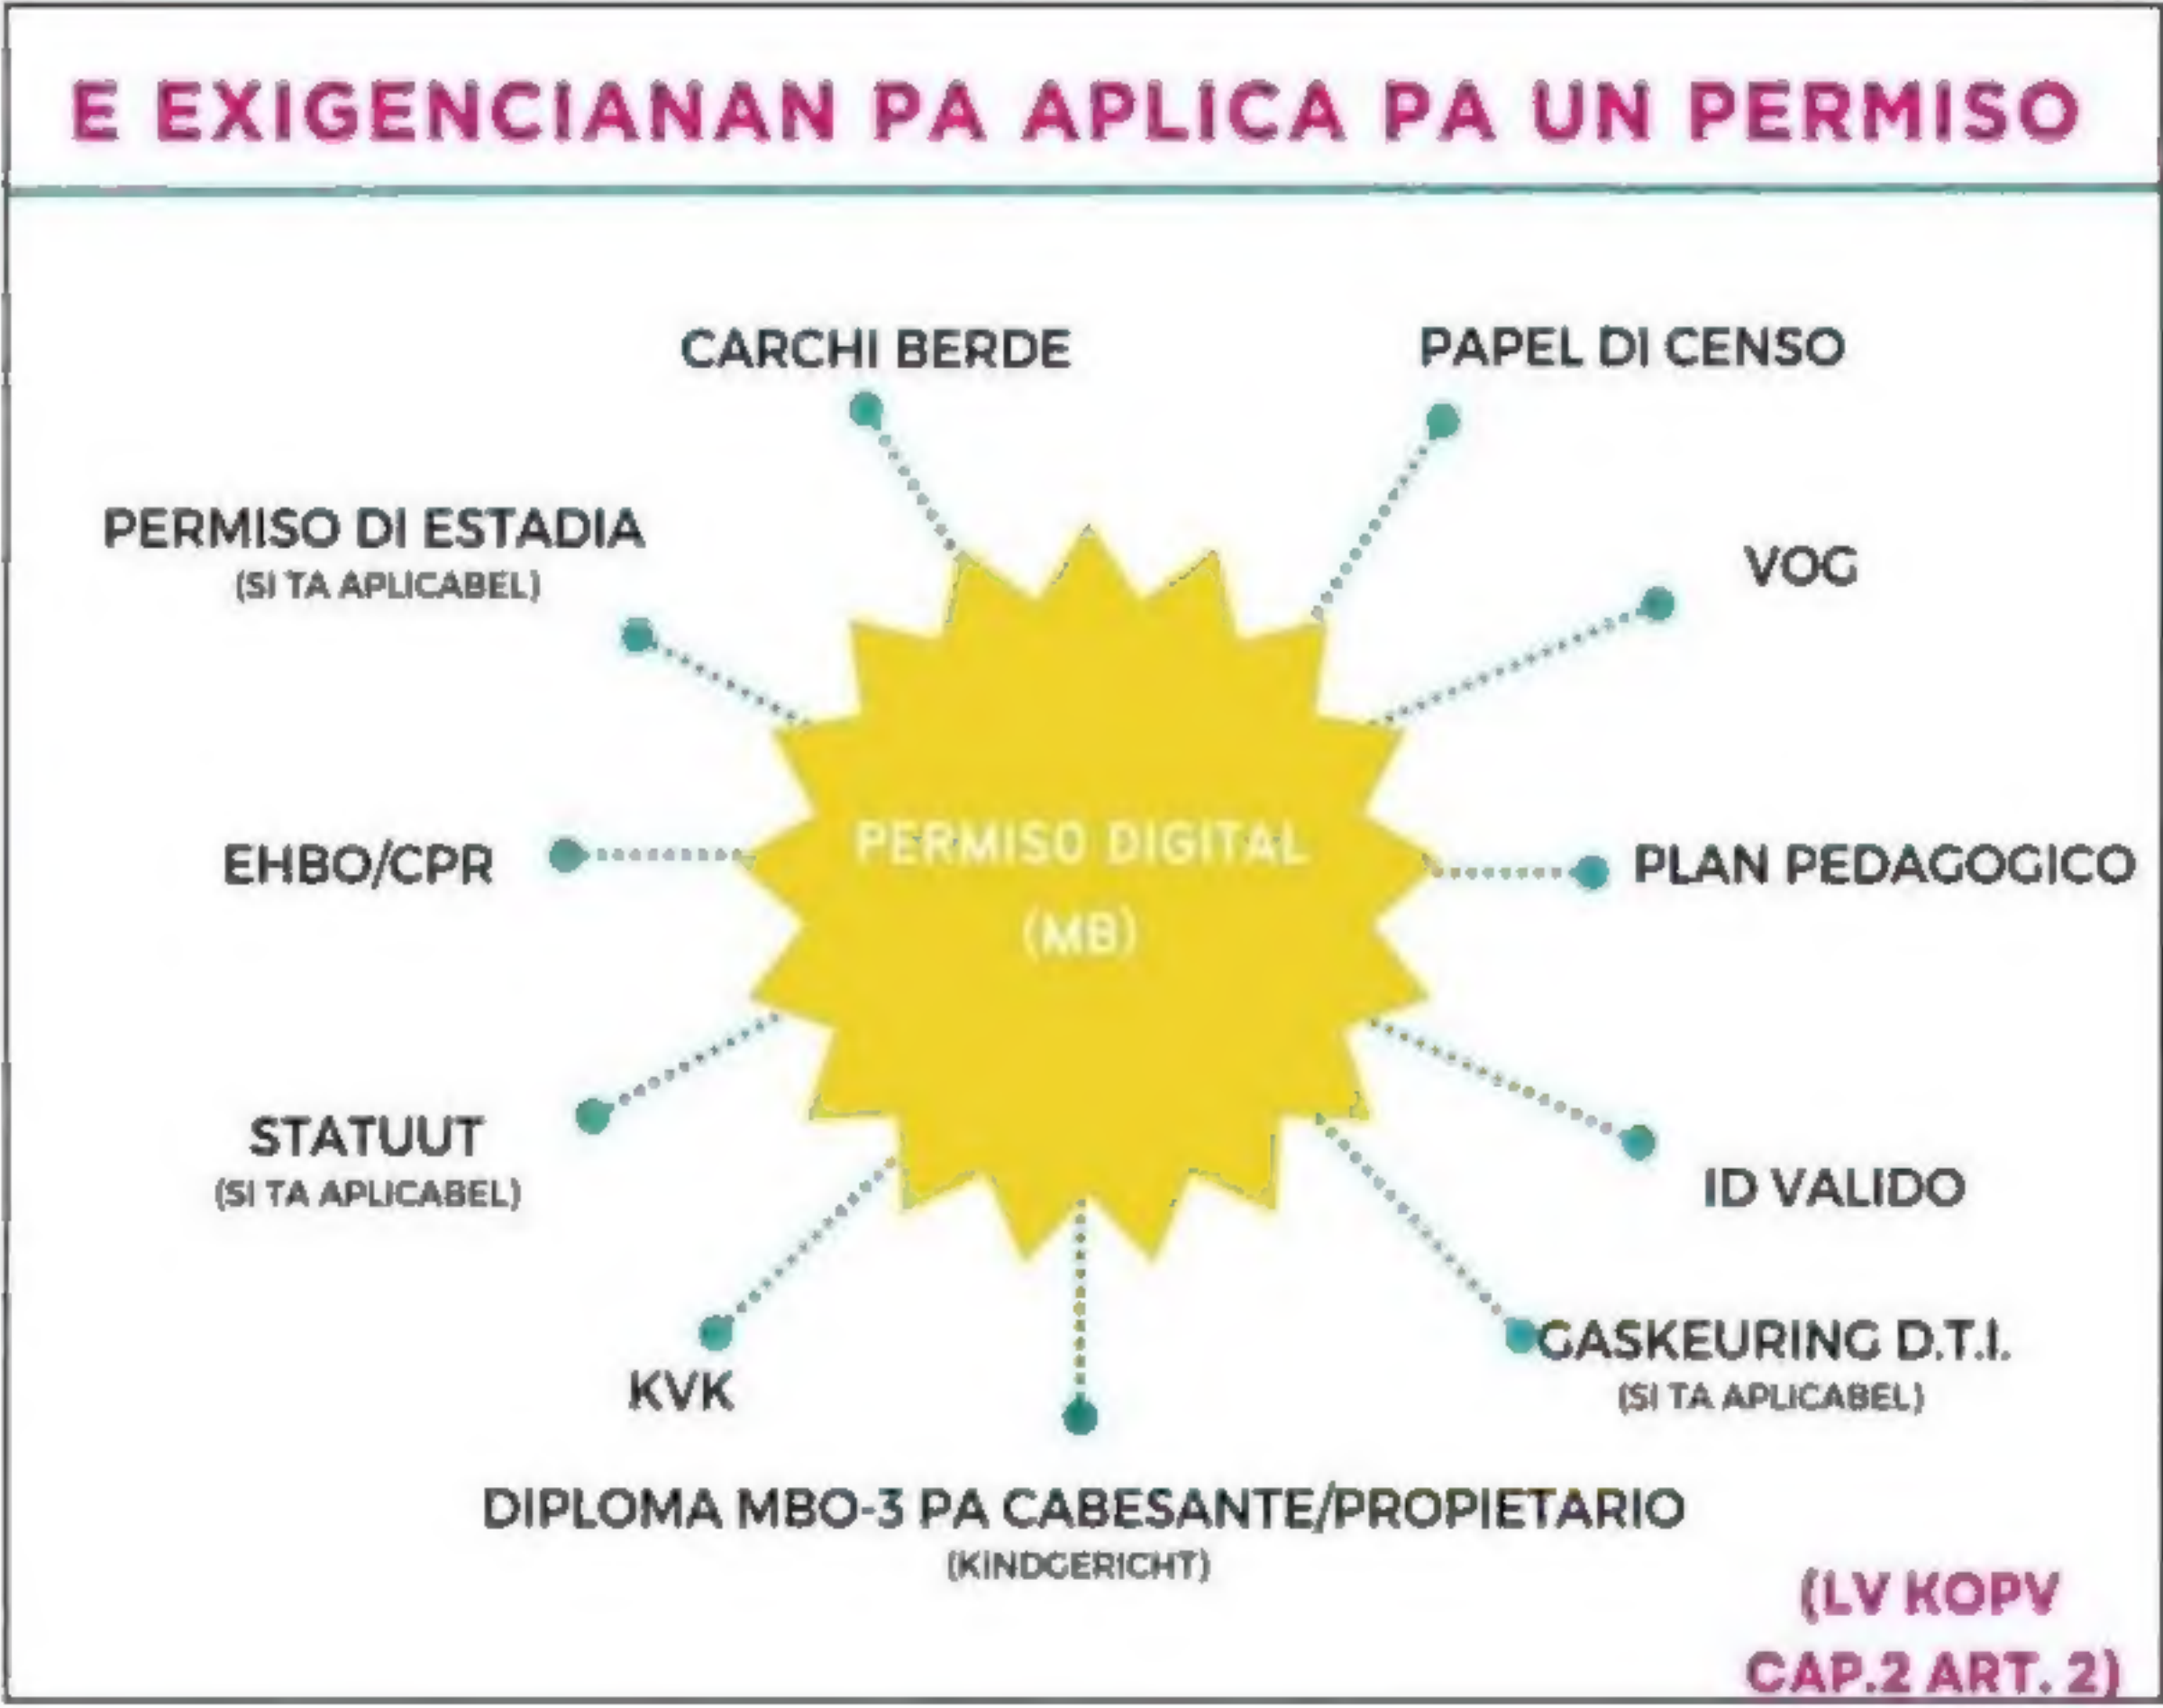 E EXIGENCIANAN PA APLICA PA UN PERMISO
CARCHI BERDE
PAPEL DI CENSO
PERMISO DI ESTADIA
(SI TA APLICABEL)
VOG
EHBO/CPR
PERMISO DIGITAL
(MB)
PLAN PEDAGOGICO
STATUUT
(SI TA APLICABEL)
ID VALIDO
KVK
GASKEURING D.T.I.
(SI TA APLICABEL)
DIPLOMA MBO-3 PA CABESANTE/PROPIETARIO
(KINDGERICHT)
(LV KOPV
CAP.2 ART. 2)